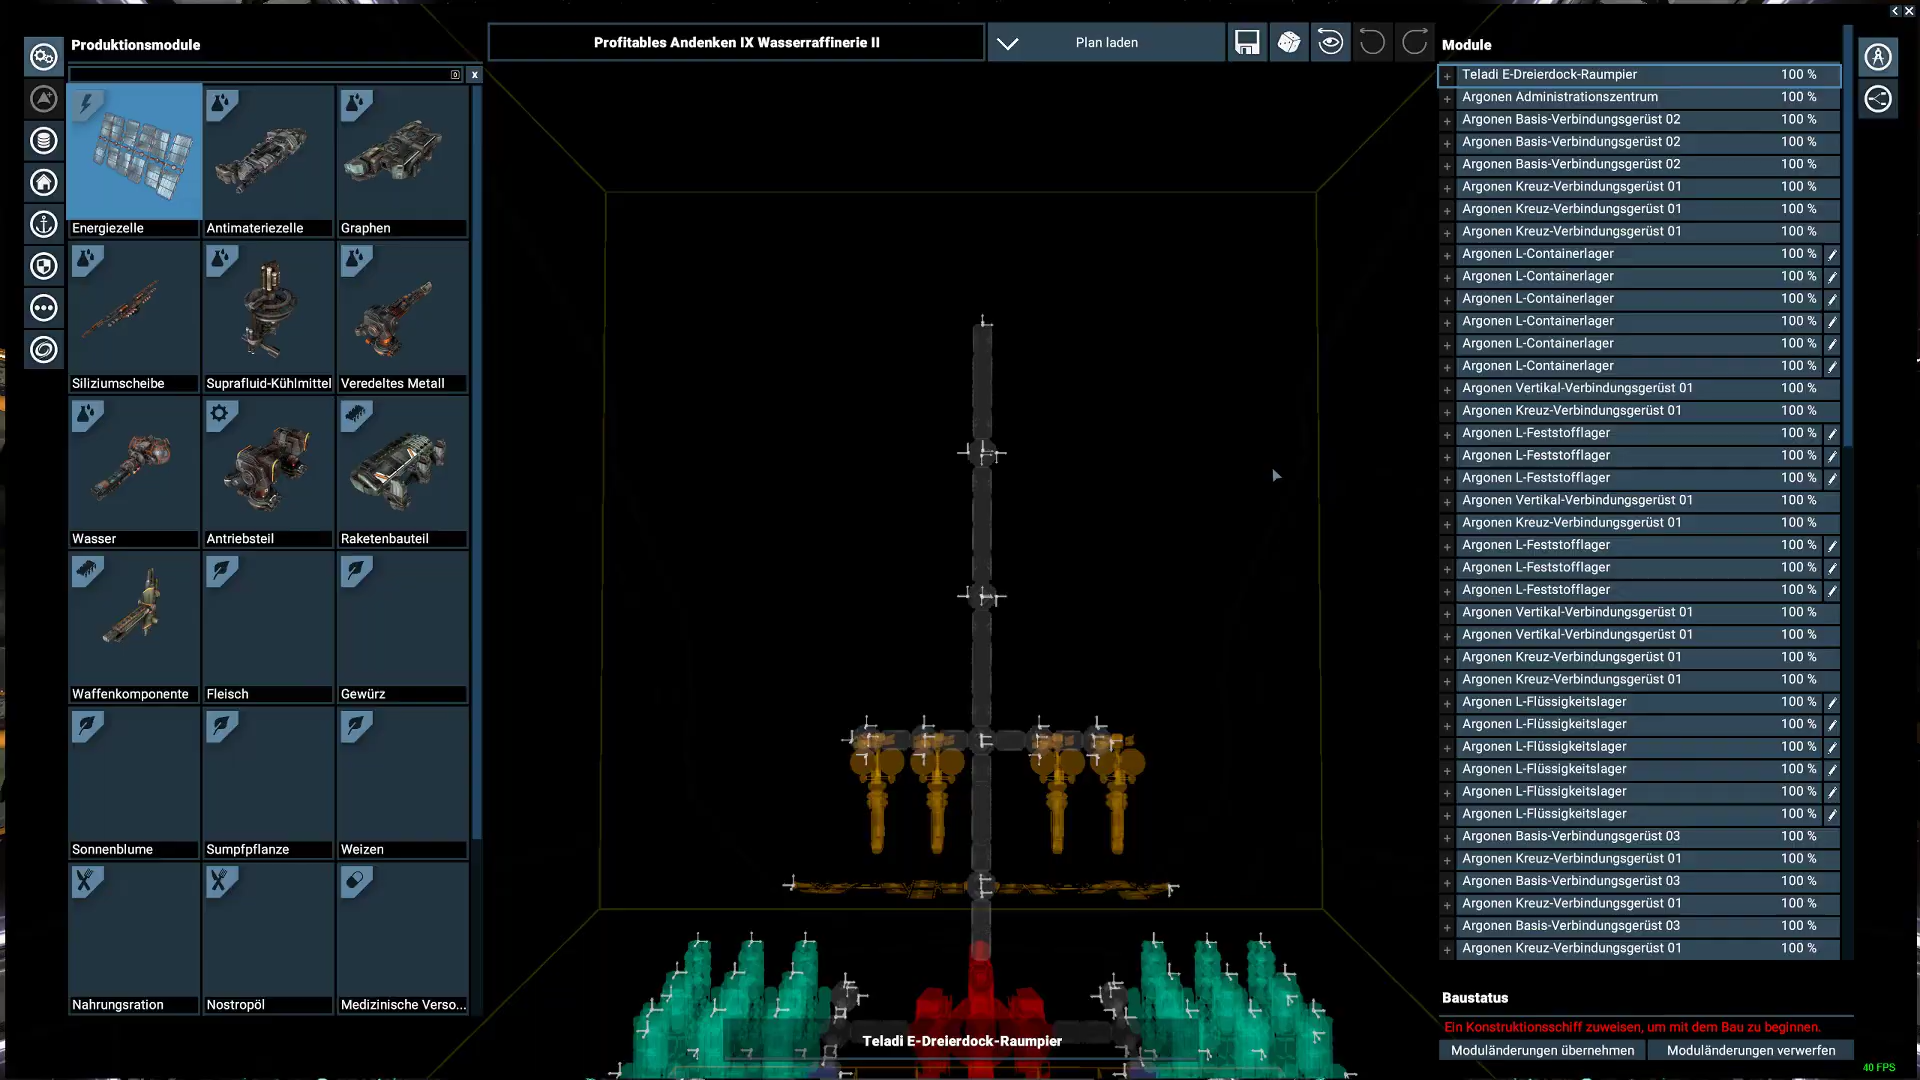 Produktionsmodule
Profitables Andenken IX Wasserraffinerie II
Plan laden
Module
x
Energiezelle
Antimateriezelle
Graphen
Siliziumscheibe
Suprafluid-Kühlmittel
Veredeltes Metall
Wasser
Antriebsteil
Raketenbauteil
Waffenkomponente
Fleisch
Gewürz
Sonnenblume
Sumpfpflanze
Weizen
Nahrungsration
Nostropöl
Medizinische Verso...
Teladi E-Dreierdock-Raumpier
Teladi E-Dreierdock-Raumpier 100 %
Argonen Administrationszentrum 100 %
Argonen Basis-Verbindungsgerüst 02 100 %
Argonen Basis-Verbindungsgerüst 02 100 %
Argonen Basis-Verbindungsgerüst 02 100 %
Argonen Kreuz-Verbindungsgerüst 01 100 %
Argonen Kreuz-Verbindungsgerüst 01 100 %
Argonen Kreuz-Verbindungsgerüst 01 100 %
Argonen L-Containerlager 100 %
Argonen L-Containerlager 100 %
Argonen L-Containerlager 100 %
Argonen L-Containerlager 100 %
Argonen L-Containerlager 100 %
Argonen L-Containerlager 100 %
Argonen Vertikal-Verbindungsgerüst 01 100 %
Argonen Kreuz-Verbindungsgerüst 01 100 %
Argonen L-Feststofflager 100 %
Argonen L-Feststofflager 100 %
Argonen L-Feststofflager 100 %
Argonen Vertikal-Verbindungsgerüst 01 100 %
Argonen Kreuz-Verbindungsgerüst 01 100 %
Argonen L-Feststofflager 100 %
Argonen L-Feststofflager 100 %
Argonen L-Feststofflager 100 %
Argonen Vertikal-Verbindungsgerüst 01 100 %
Argonen Vertikal-Verbindungsgerüst 01 100 %
Argonen Kreuz-Verbindungsgerüst 01 100 %
Argonen Kreuz-Verbindungsgerüst 01 100 %
Argonen L-Flüssigkeitslager 100 %
Argonen L-Flüssigkeitslager 100 %
Argonen L-Flüssigkeitslager 100 %
Argonen L-Flüssigkeitslager 100 %
Argonen L-Flüssigkeitslager 100 %
Argonen L-Flüssigkeitslager 100 %
Argonen Basis-Verbindungsgerüst 03 100 %
Argonen Kreuz-Verbindungsgerüst 01 100 %
Argonen Basis-Verbindungsgerüst 03 100 %
Argonen Kreuz-Verbindungsgerüst 01 100 %
Argonen Basis-Verbindungsgerüst 03 100 %
Argonen Kreuz-Verbindungsgerüst 01 100 %
Baustatus
Ein Konstruktionsschiff zuweisen, um mit dem Bau zu beginnen.
Moduländerungen übernehmen
Moduländerungen verwerfen
40 FPS